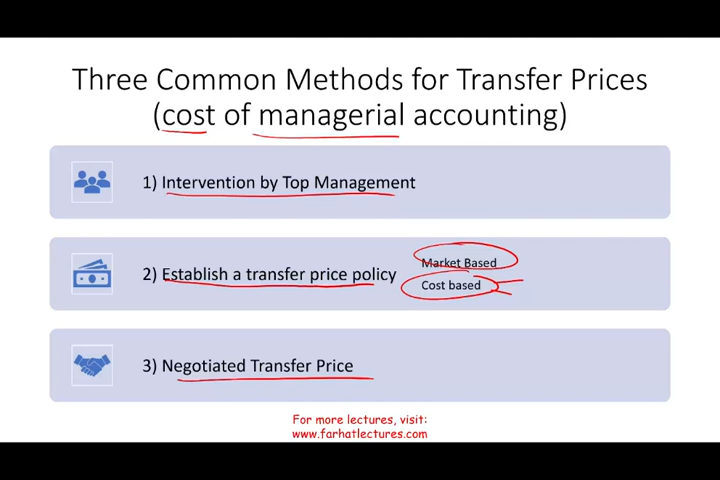 Three Common Methods for Transfer Prices
(cost of managerial accounting)
1) Intervention by Top Management
2) Establish a transfer price policy
Market Based
Cost based
3) Negotiated Transfer Price
For more lectures, visit:
www.farhatlectures.com